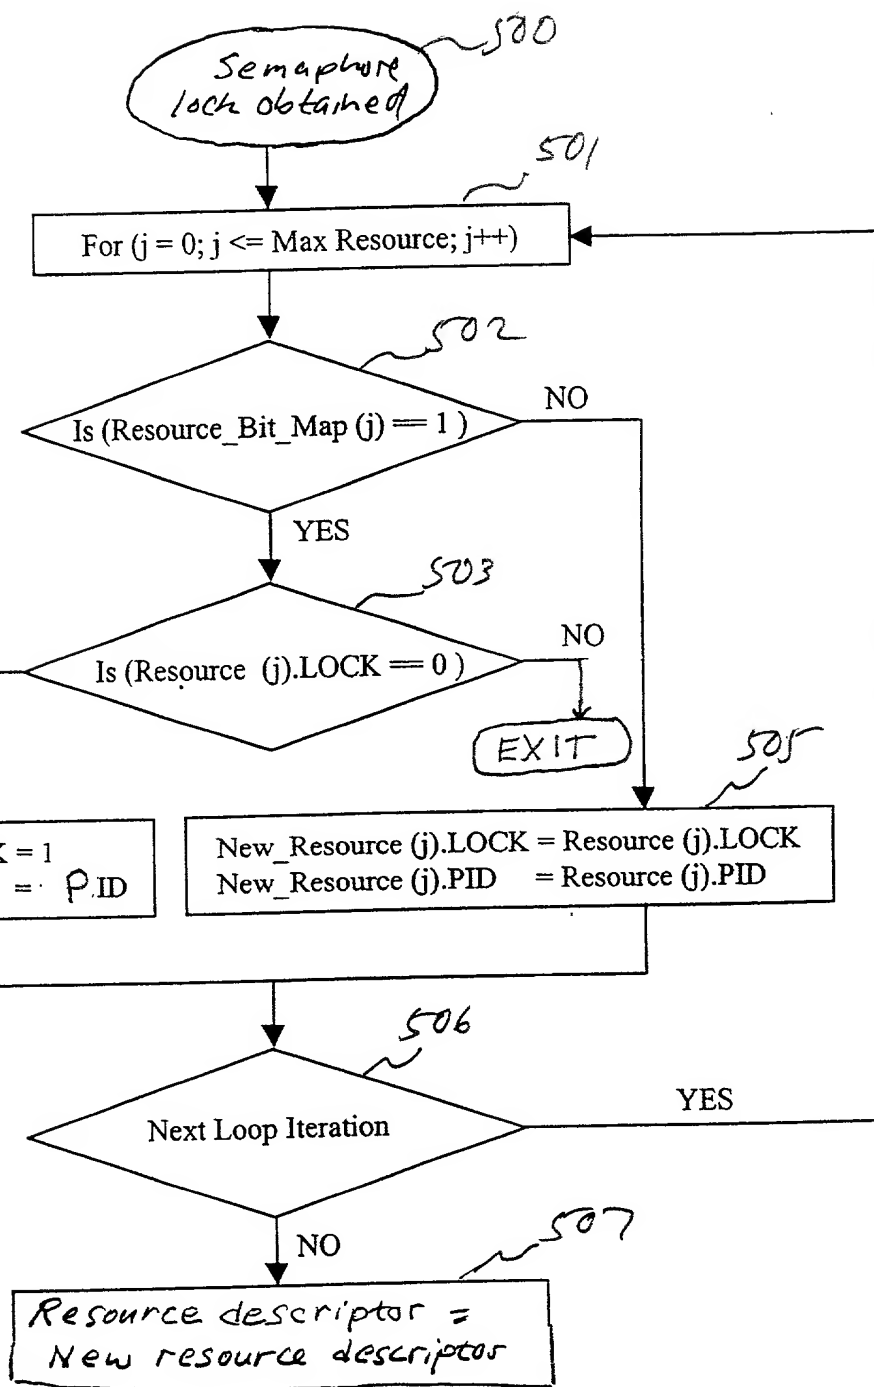 500
Semaphore
lock obtained
501
For (j = 0; j <= Max Resource; j++)
502
Is (Resource_Bit_Map (j) == 1 )
NO
YES
503
Is (Resource (j).LOCK == 0 )
NO
EXIT
505
K = 1
= P.ID
New_Resource (j).LOCK = Resource (j).LOCK
New_Resource (j).PID = Resource (j).PID
506
Next Loop Iteration
YES
NO
507
Resource descriptor =
New resource descriptor